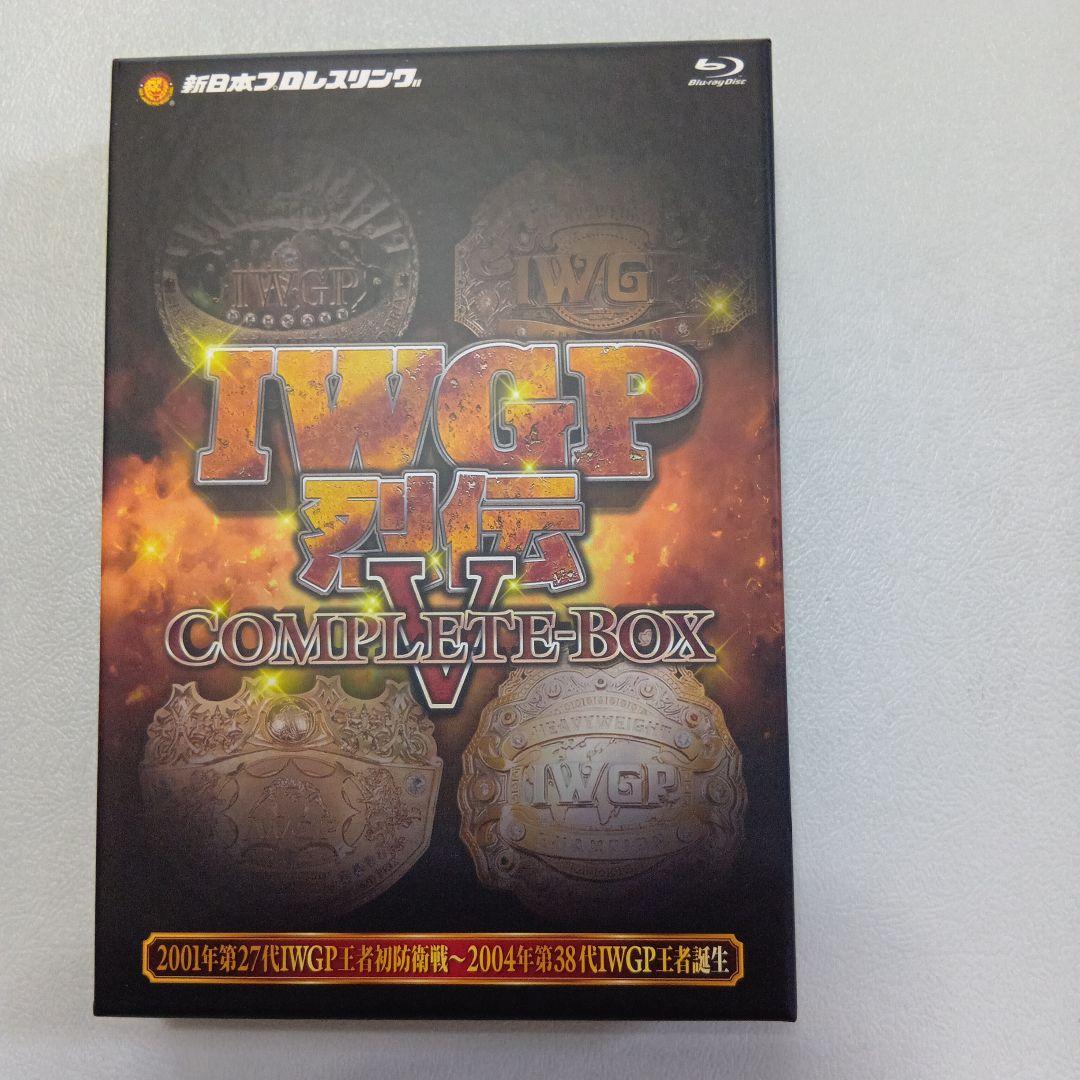 新日本プロレスリング
Blu-ray Disc
IWGP
IWGP
IWGP
烈伝
V
COMPLETE-BOX
HEAVYWEIGHT
IWGP
2001年第27代IWGP王者初防衛戦～2004年第38代IWGP王者誕生